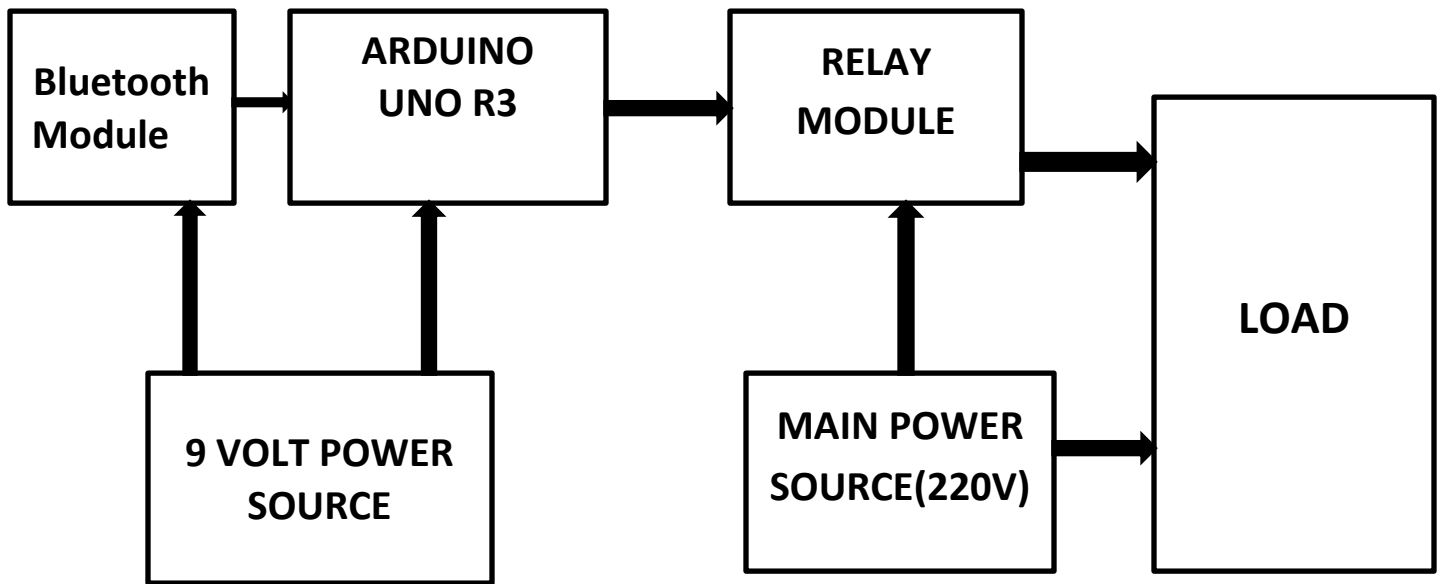 Bluetooth
Module
ARDUINO
UNO R3
RELAY
MODULE
LOAD
9 VOLT POWER
SOURCE
MAIN POWER
SOURCE(220V)